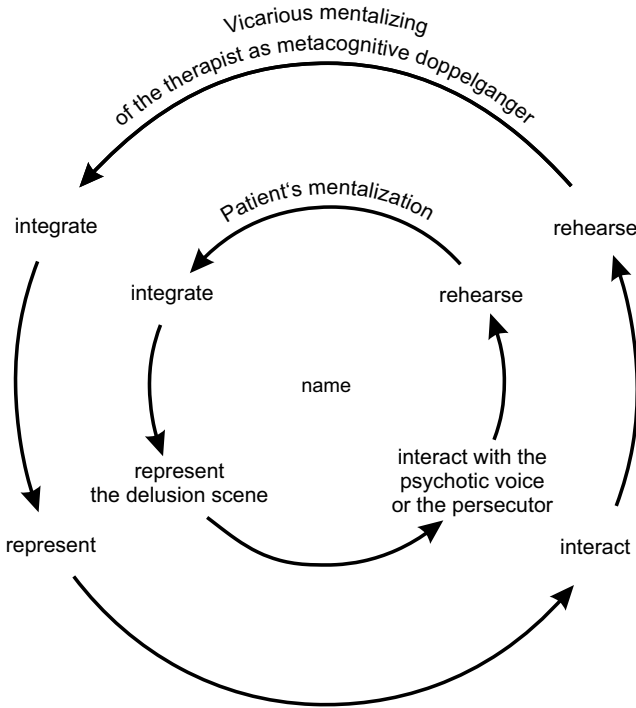 Vicarious mentalizing
of the therapist as metacognitive doppelganger
Patient‘s mentalization
integrate
rehearse
integrate
rehearse
name
represent
the delusion scene
interact with the
psychotic voice
or the persecutor
represent
interact